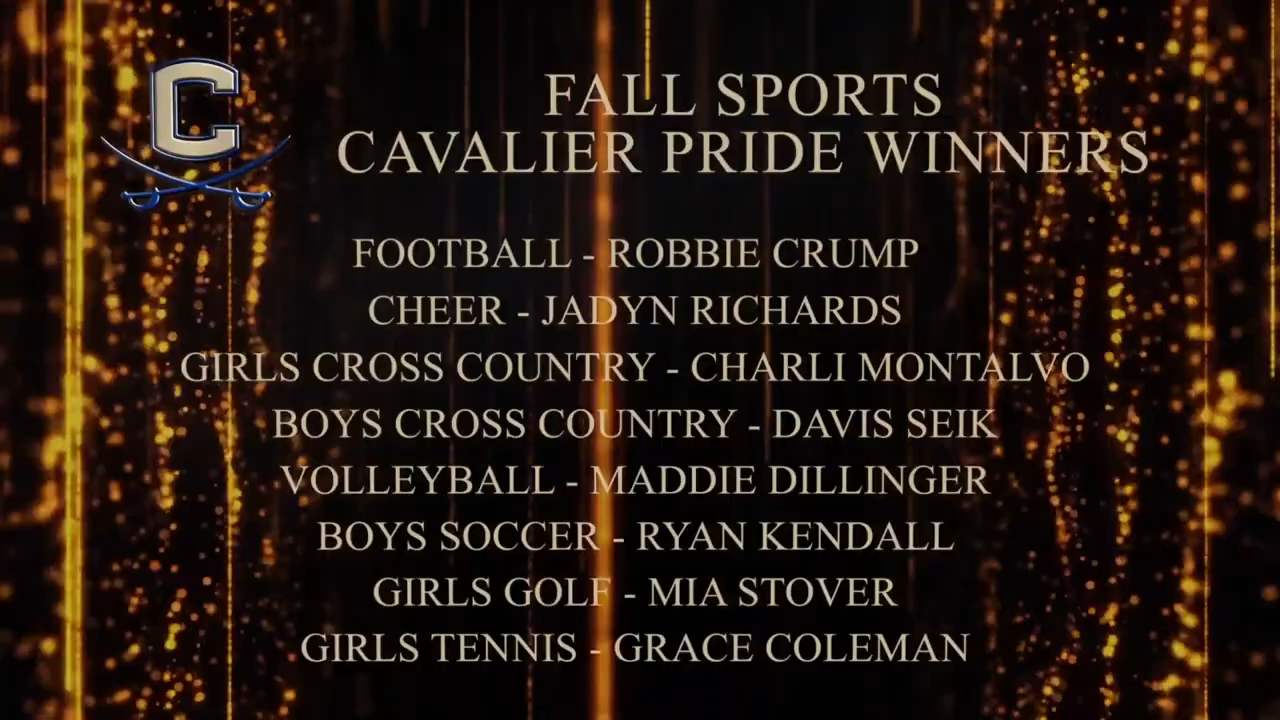 C
FALL SPORTS
CAVALIER PRIDE WINNERS
FOOTBALL - ROBBIE CRUMP
CHEER - JADYN RICHARDS
GIRLS CROSS COUNTRY - CHARLI MONTALVO
BOYS CROSS COUNTRY - DAVIS SEIK
VOLLEYBALL - MADDIE DILLINGER
BOYS SOCCER - RYAN KENDALL
GIRLS GOLF - MIA STOVER
GIRLS TENNIS - GRACE COLEMAN